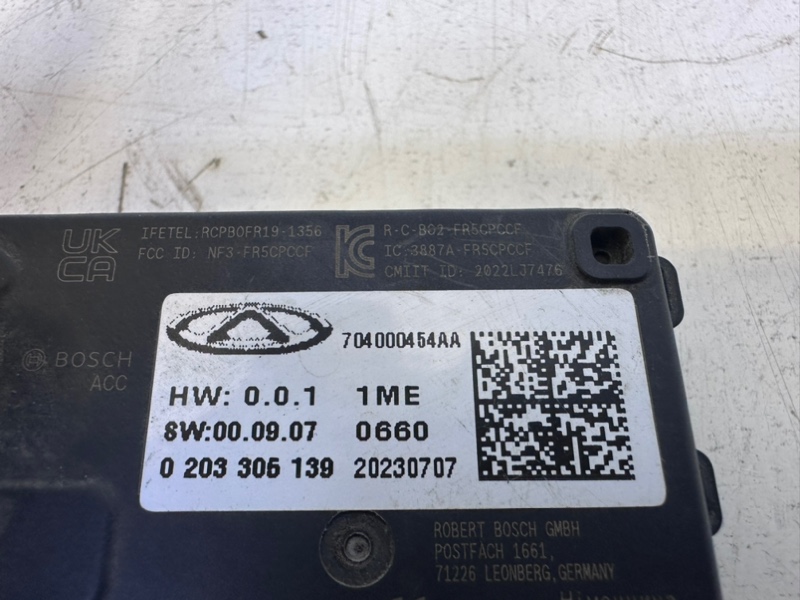 UK
CA
IFETEL: RCPBOFR19-1356
FCC ID: NF3-FR5CPCCF
R-C-BO2-FR5CPCCF
IC-3887A-FR5CPCCF
CMIIT ID: 2022L37476
BOSCH
ACC
704000454AA
HW: 0.0.1 1ME
SW:00.09.07 0660
0 203 305 139 20230707
ROBERT BOSCH GMBH
POSTFACH 1661,
71226 LEONBERG,GERMANY